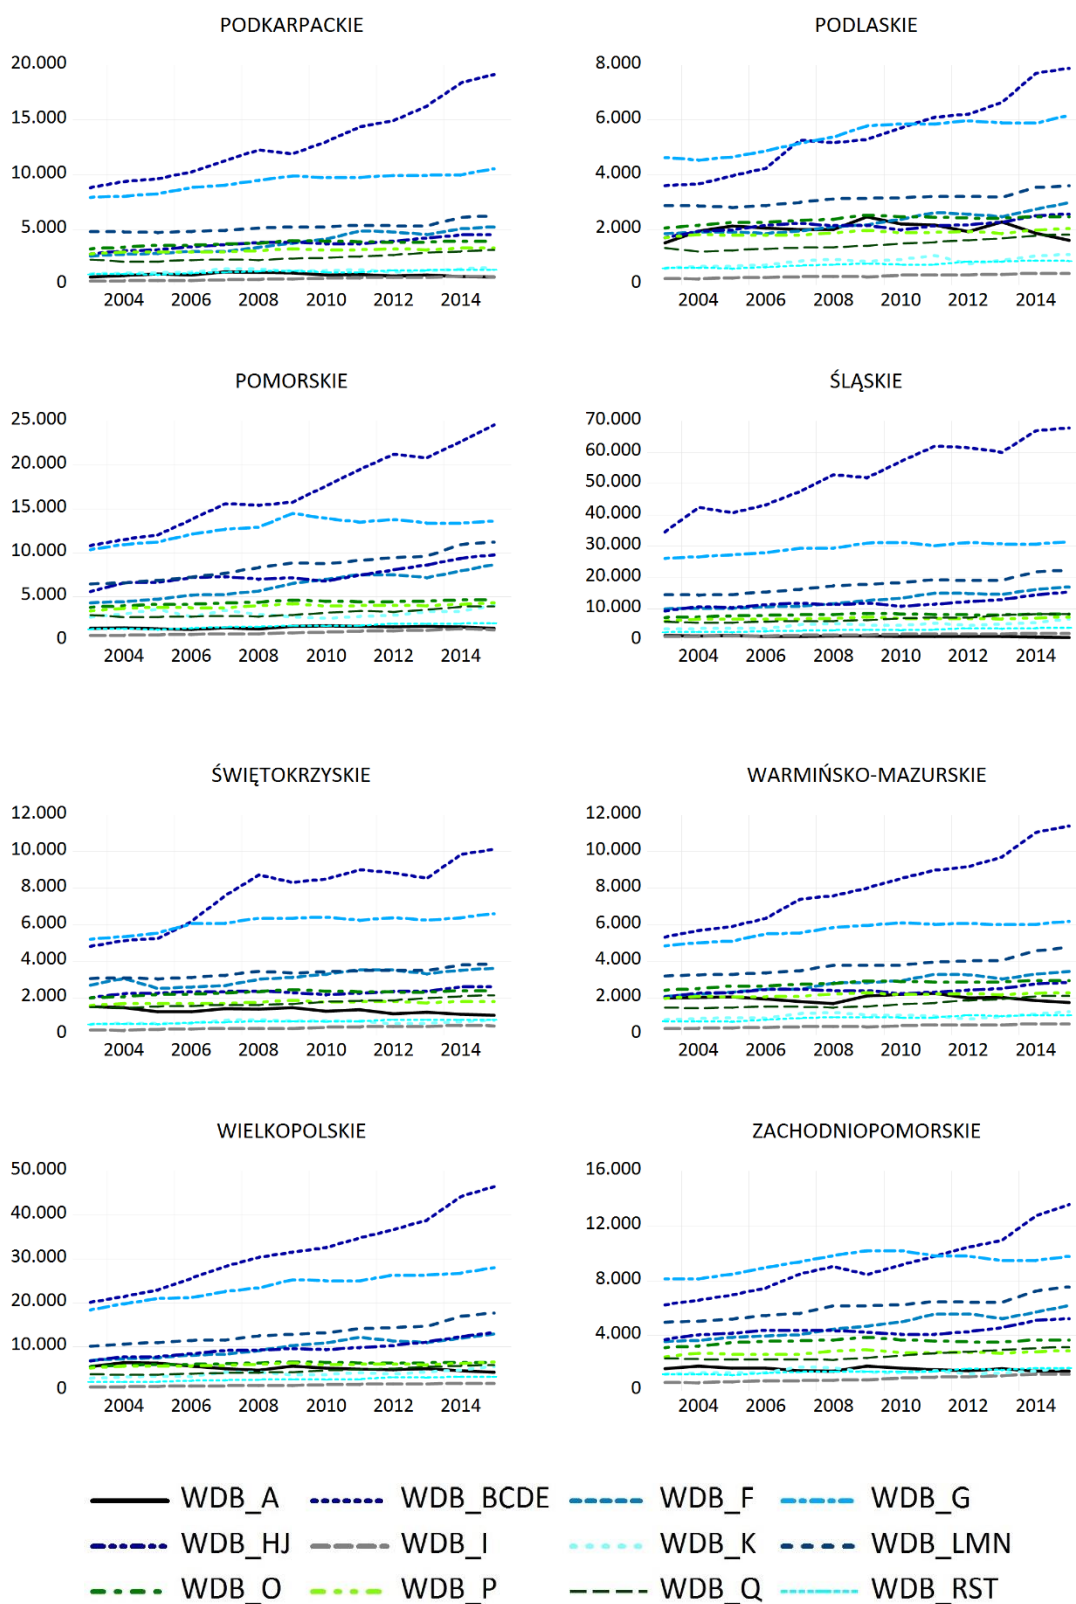 PODKARPACKIE PODLASKIE
20.000 8.000
15.000 6.000
10.000 4.000
5.000 2.000
0 0
2004 2006 2008 2010 2012 2014 2004 2006 2008 2010 2012 2014
POMORSKIE ŚLĄSKIE
25.000 70.000
20.000 60.000
50.000
15.000 40.000
10.000 30.000
20.000
5.000 10.000
0 0
2004 2006 2008 2010 2012 2014 2004 2006 2008 2010 2012 2014
ŚWIĘTOKRZYSKIE WARMIŃSKO-MAZURSKIE
12.000 12.000
10.000 10.000
8.000 8.000
6.000 6.000
4.000 4.000
2.000 2.000
0 0
2004 2006 2008 2010 2012 2014 2004 2006 2008 2010 2012 2014
WIELKOPOLSKIE ZACHODNIOPOMORSKIE
50.000 16.000
40.000 12.000
30.000 8.000
20.000 4.000
10.000
0 0
2004 2006 2008 2010 2012 2014 2004 2006 2008 2010 2012 2014
WDB_A WDB_BCDE WDB_F WDB_G
WDB_HJ WDB_I WDB_K WDB_LMN
WDB_O WDB_P WDB_Q WDB_RST